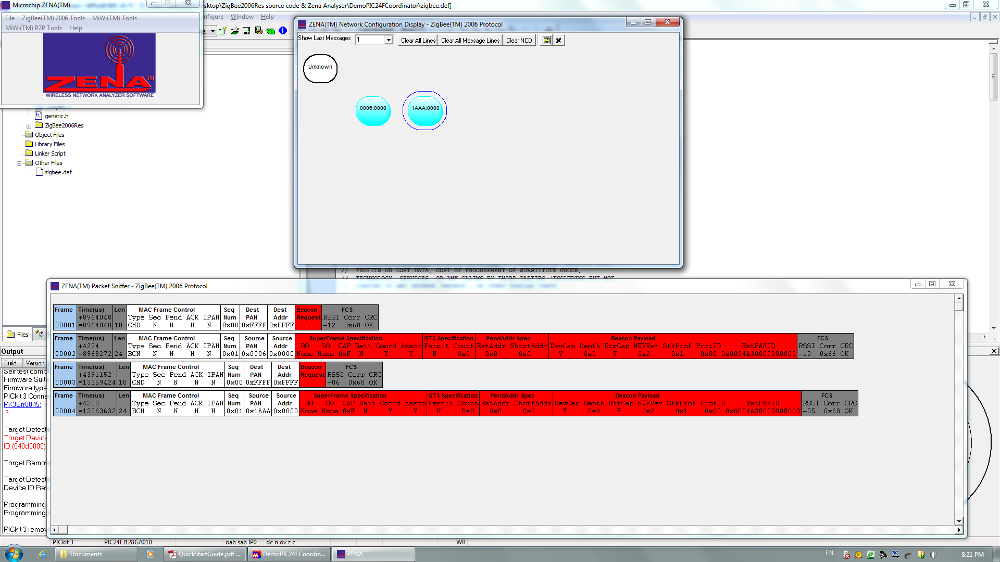 Microchip ZENA(TM)
sktop\ZigBee2006Res source code & Zena Analyser\DemoPIC24FCoordinator\zigbee.def]
File ZigBee(TM) 2006 Tools MiWi(TM) Tools
MiWi(TM) P2P Tools Help
nfigure Window Help
ZENA TM
WIRELESS NETWORK ANALYZER SOFTWARE
generic.h
ZigBee2006Res
Object Files
Library Files
Linker Script
Other Files
zigbee.def
ZENA(TM) Network Configuration Display - ZigBee(TM) 2006 Protocol
Show Last Messages 1 Clear All Lines Clear All Message Lines Clear NCD
Unknown
0006:0000 1AAA:0000
// PROFITS OR LOST DATA, COST OF PROCUREMENT OF SUBSTITUTE GOODS,
// TECHNOLOGY, SERVICES, OR ANY CLAIMS BY THIRD PARTIES (INCLUDING BUT NOT
ZENA(TM) Packet Sniffer - ZigBee(TM) 2006 Protocol
Frame Time(us) Len MAC Frame Control Seq Dest Dest Beacon FCS
+8964048 Type Sec Pend ACK IPAN Num PAN Addr Request RSSI Corr CRC
00001 =8964048 10 CMD N N N N 0x00 0xFFFF 0xFFFF -12 0x68 OK
Frame Time(us) Len MAC Frame Control Seq Source Source SuperFrame Specification GTS Specification PendAddr Spec Beacon Payload FCS
+4224 Type Sec Pend ACK IPAN Num PAN Addr BO SO CAP Batt Coord Assoc Permit Count ExtAddr ShortAddr DevCap Depth RtrCap NWKVer StkProf ProtID ExtPANID RSSI Corr CRC
00002 =8968272 24 BCN N N N N 0x01 0x0006 0x0000 None None 0xF N Y Y N 0x0 0x0 0x0 Y 0x0 Y 0x2 0x1 0x00 0x0004A30000000000 -10 0x66 OK
Frame Time(us) Len MAC Frame Control Seq Dest Dest Beacon FCS
+4391152 Type Sec Pend ACK IPAN Num PAN Addr Request RSSI Corr CRC
00003 =13359424 10 CMD N N N N 0x00 0xFFFF 0xFFFF -06 0x68 OK
Frame Time(us) Len MAC Frame Control Seq Source Source SuperFrame Specification GTS Specification PendAddr Spec Beacon Payload FCS
+4208 Type Sec Pend ACK IPAN Num PAN Addr BO SO CAP Batt Coord Assoc Permit Count ExtAddr ShortAddr DevCap Depth RtrCap NWKVer StkProf ProtID ExtPANID RSSI Corr CRC
00004 =13363632 24 BCN N N N N 0x01 0x1AAA 0x0000 None None 0xF N Y Y N 0x0 0x0 0x0 Y 0x0 Y 0x2 0x1 0x00 0x0004A30000000000 -05 0x68 OK
Files
Output
Build Version
Self test comp
Firmware Suit
Firmware type
PICkit 3 Conne
PK3Err0045: Y
3.
Target Detect
Target Device
ID (040d0000)
Target Remov
Target Detect
Device ID Rev
Programming
Programming,
PICkit 3 remov
PICkit 3 PIC24FJ128GA010 oab sab IP0 dc n ov z c WR
Documents QuickStartGuide.pdf ... DemoPIC24FCoordin... ZENA EN 8:21 PM